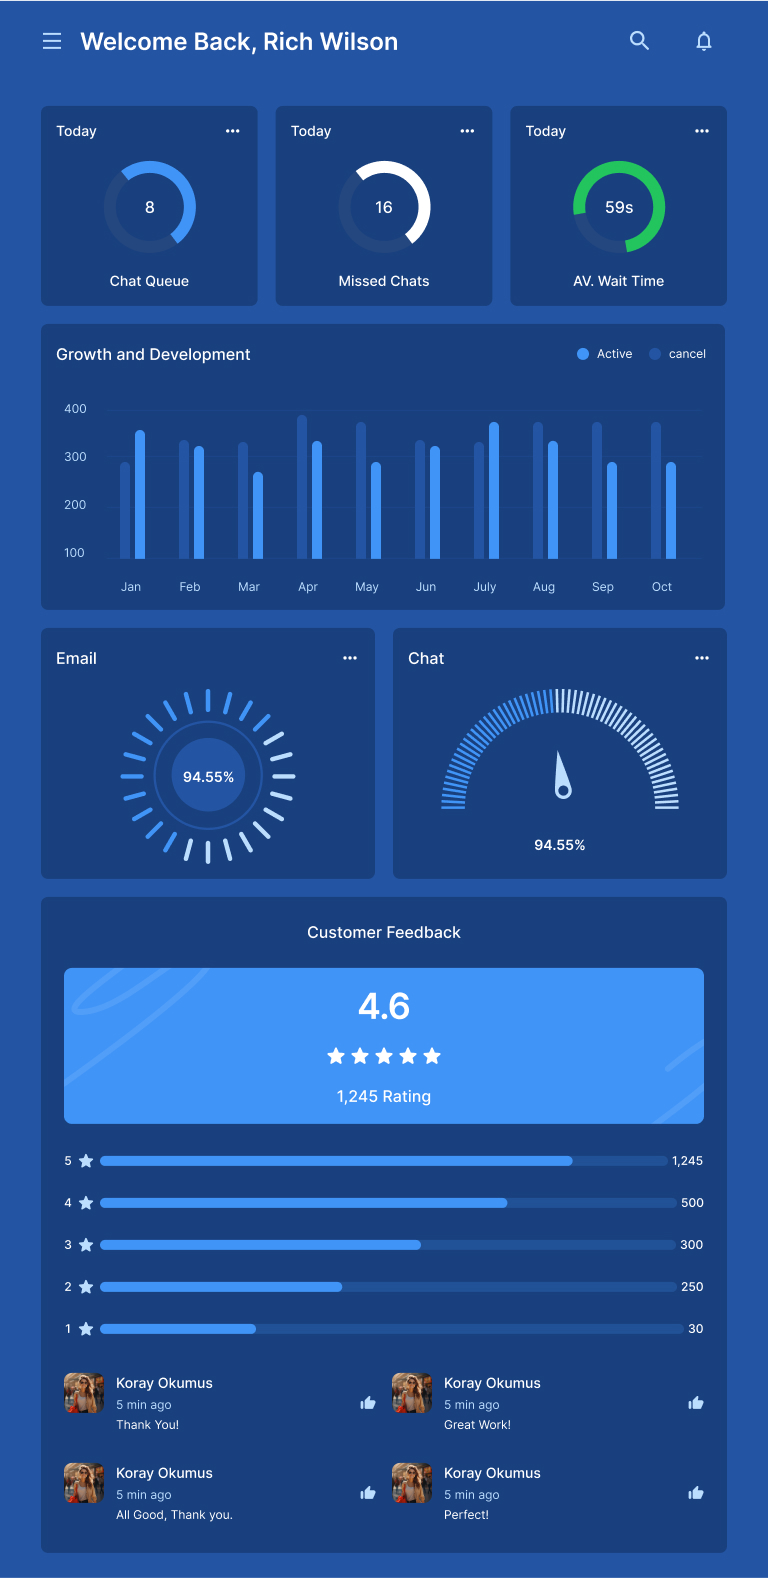 Welcome Back, Rich Wilson
Today
Today
Today
8
16
59s
Chat Queue
Missed Chats
AV. Wait Time
Growth and Development
Active
cancel
400
300
200
100
Jan Feb Mar Apr May Jun July Aug Sep Oct
Email
94.55%
Chat
94.55%
Customer Feedback
4.6
1,245 Rating
5 1,245
4 500
3 300
2 250
1 30
Koray Okumus
5 min ago
Thank You!
Koray Okumus
5 min ago
Great Work!
Koray Okumus
5 min ago
All Good, Thank you.
Koray Okumus
5 min ago
Perfect!